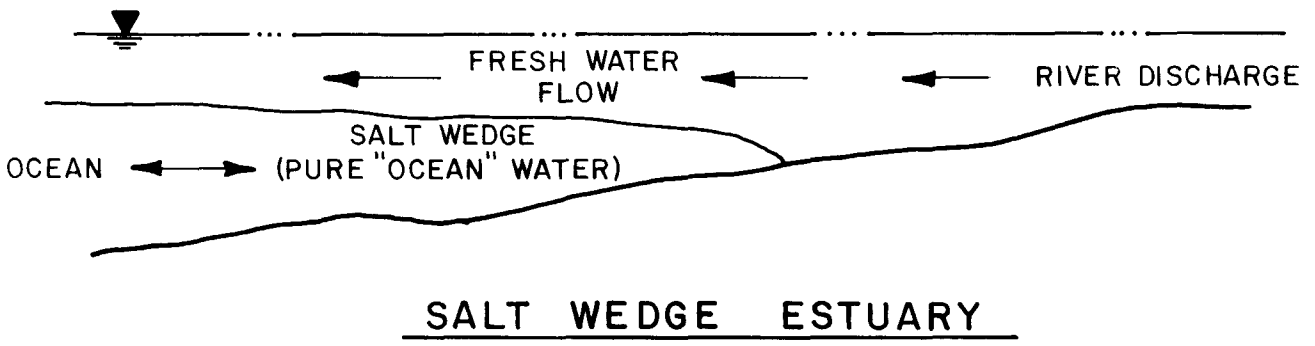 FRESH WATER
FLOW
RIVER DISCHARGE
SALT WEDGE
OCEAN
(PURE "OCEAN" WATER)
SALT WEDGE ESTUARY